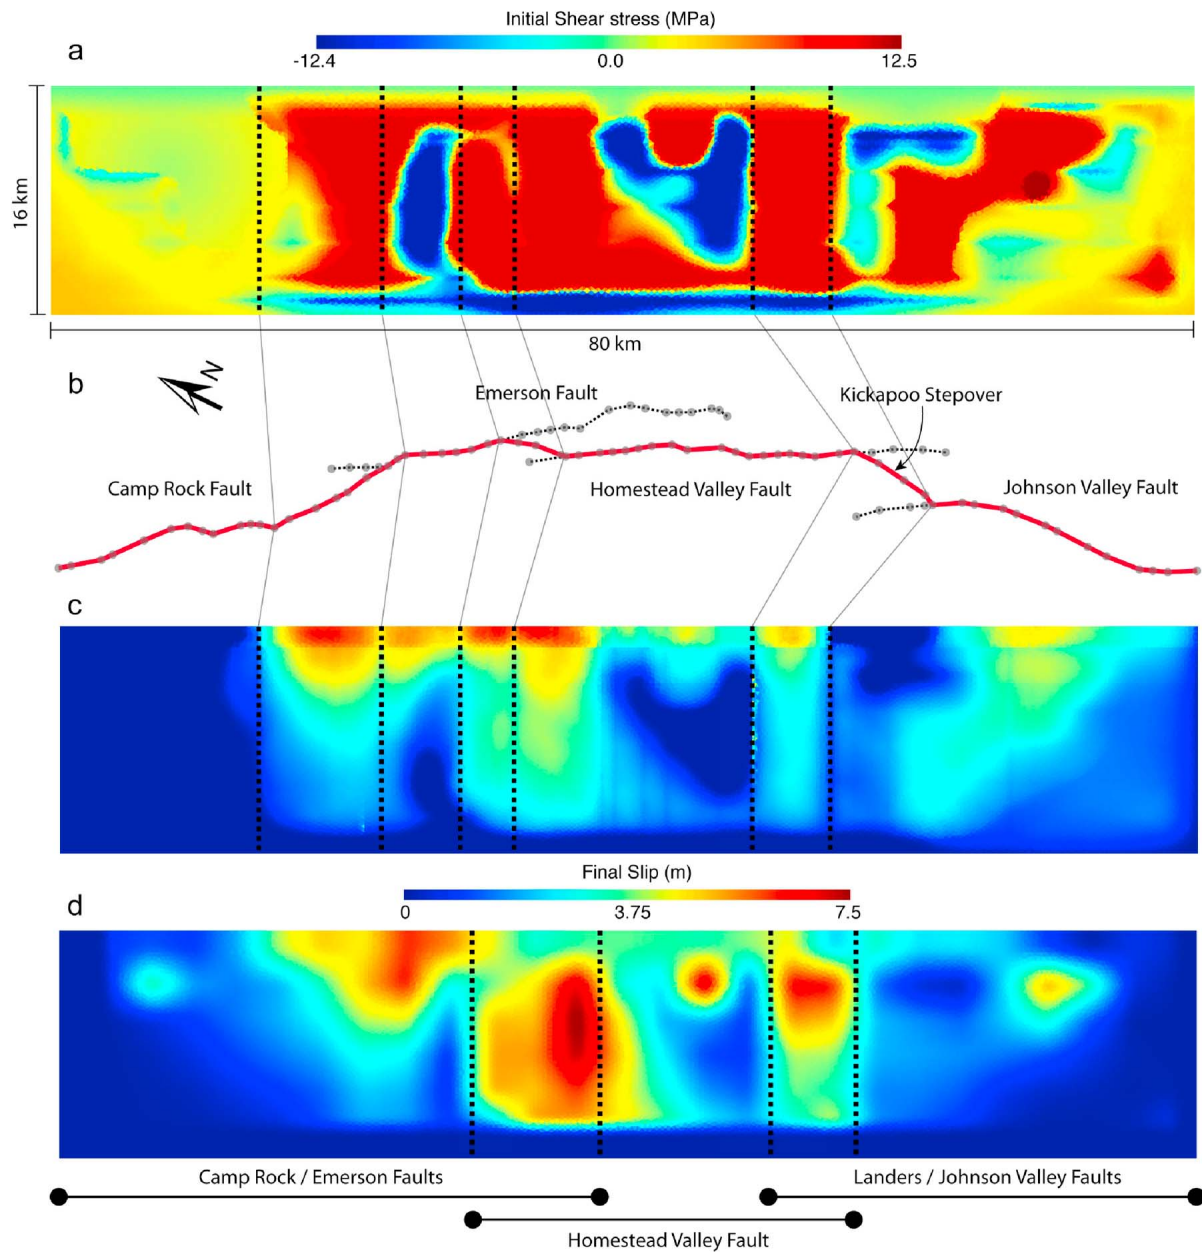 Initial Shear stress (MPa)
a
-12.4 0.0 12.5
16 km
80 km
b
N
Emerson Fault
Kickapoo Stepover
Camp Rock Fault
Homestead Valley Fault
Johnson Valley Fault
c
Final Slip (m)
d
0 3.75 7.5
Camp Rock / Emerson Faults
Landers / Johnson Valley Faults
Homestead Valley Fault